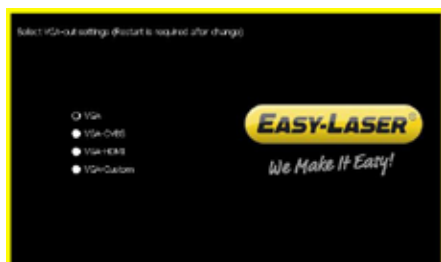 Select VGA-out settings (Restart is required after change)
VGA
VGA-CVBS
VGA-HDMI
VGA-Custom
EASY-LASER®
We Make It Easy!